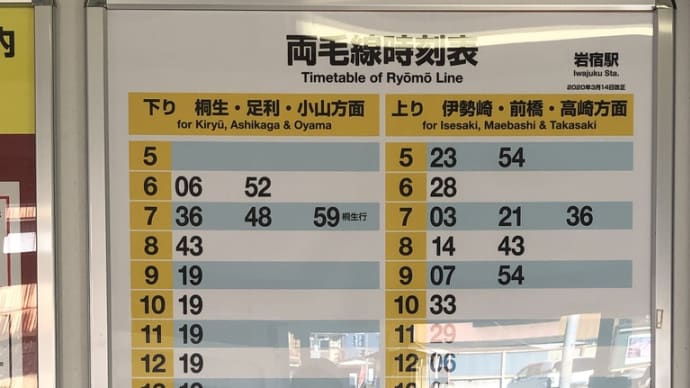 内
両毛線時刻表
Timetable of Ryōmō Line
岩宿駅
Iwajuku Sta.
2020年3月14日改正
下り 桐生・足利・小山方面
for Kiryū, Ashikaga & Oyama
5
6 06 52
7 36 48 59桐生行
8 43
9 19
10 19
11 19
12 19
上り 伊勢崎・前橋・高崎方面
for Isesaki, Maebashi & Takasaki
5 23 54
6 28
7 03 21 36
8 14 43
9 07 54
10 33
11 29
12 06